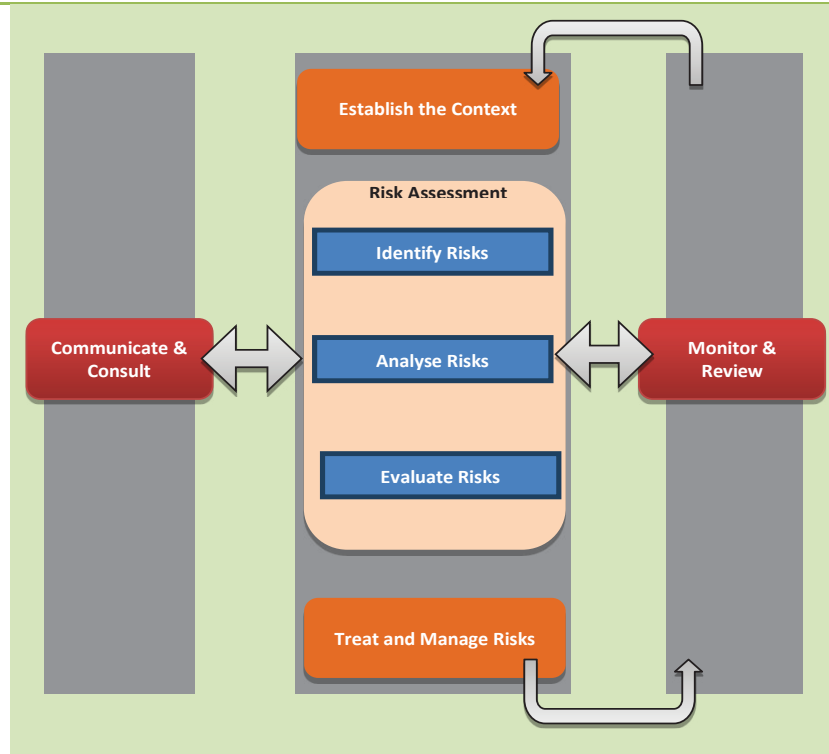 Establish the Context
Risk Assessment
Identify Risks
Communicate &
Consult
Analyse Risks
Monitor &
Review
Evaluate Risks
Treat and Manage Risks